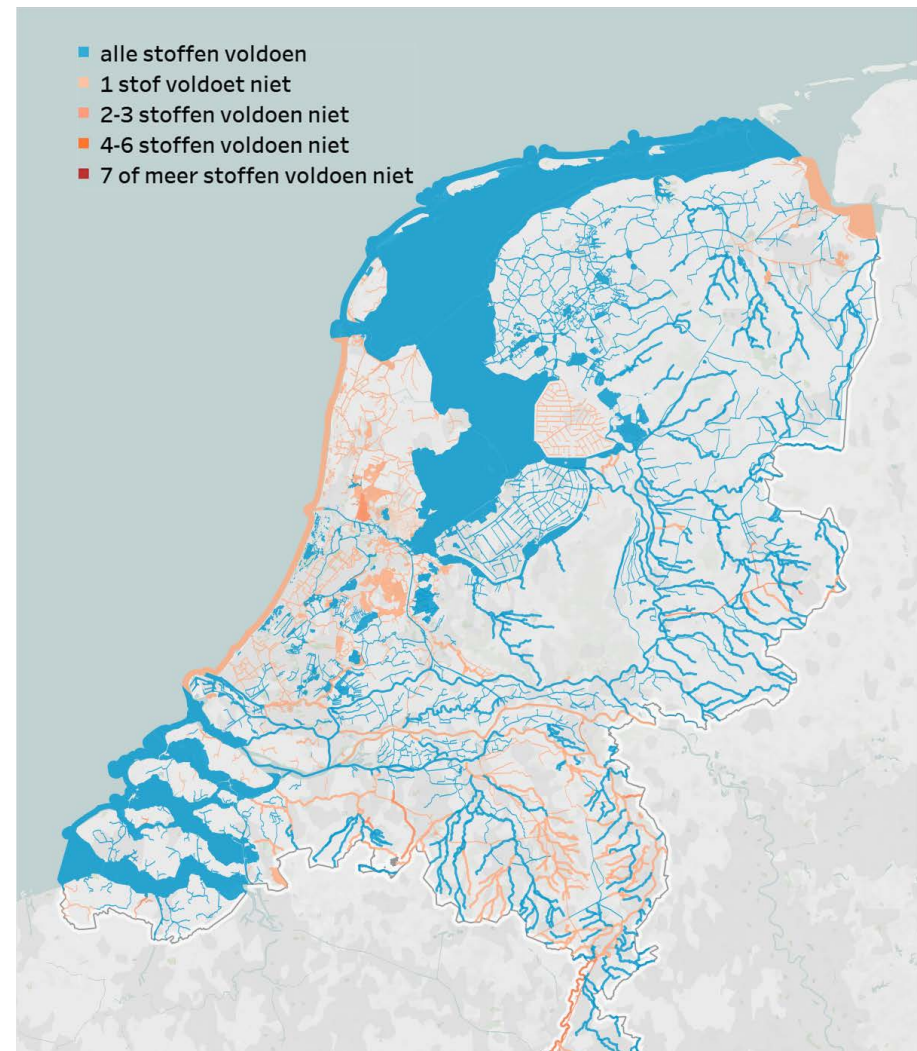 alle stoffen voldoen
1 stof voldoet niet
2-3 stoffen voldoen niet
4-6 stoffen voldoen niet
7 of meer stoffen voldoen niet